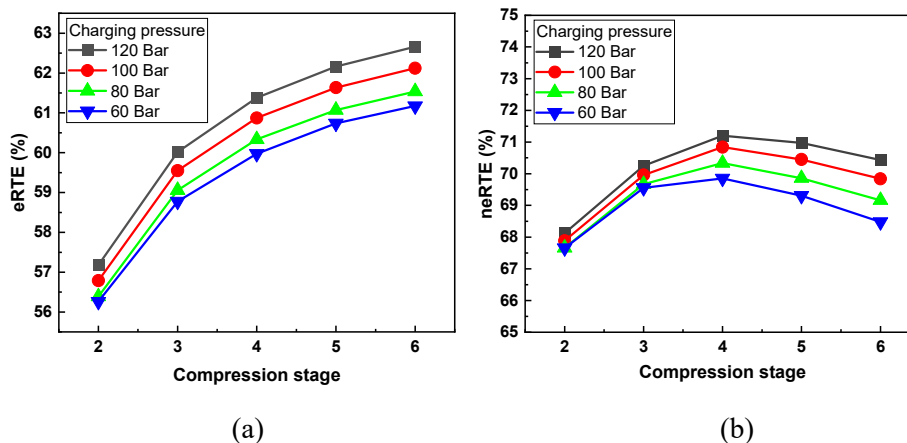 Charging pressure
120 Bar
100 Bar
80 Bar
60 Bar
63
62
61
60
59
58
57
56
eRTE (%)
2 3 4 5 6
Compression stage
(a)
Charging pressure
120 Bar
100 Bar
80 Bar
60 Bar
75
74
73
72
71
70
69
68
67
66
65
neRTE (%)
2 3 4 5 6
Compression stage
(b)